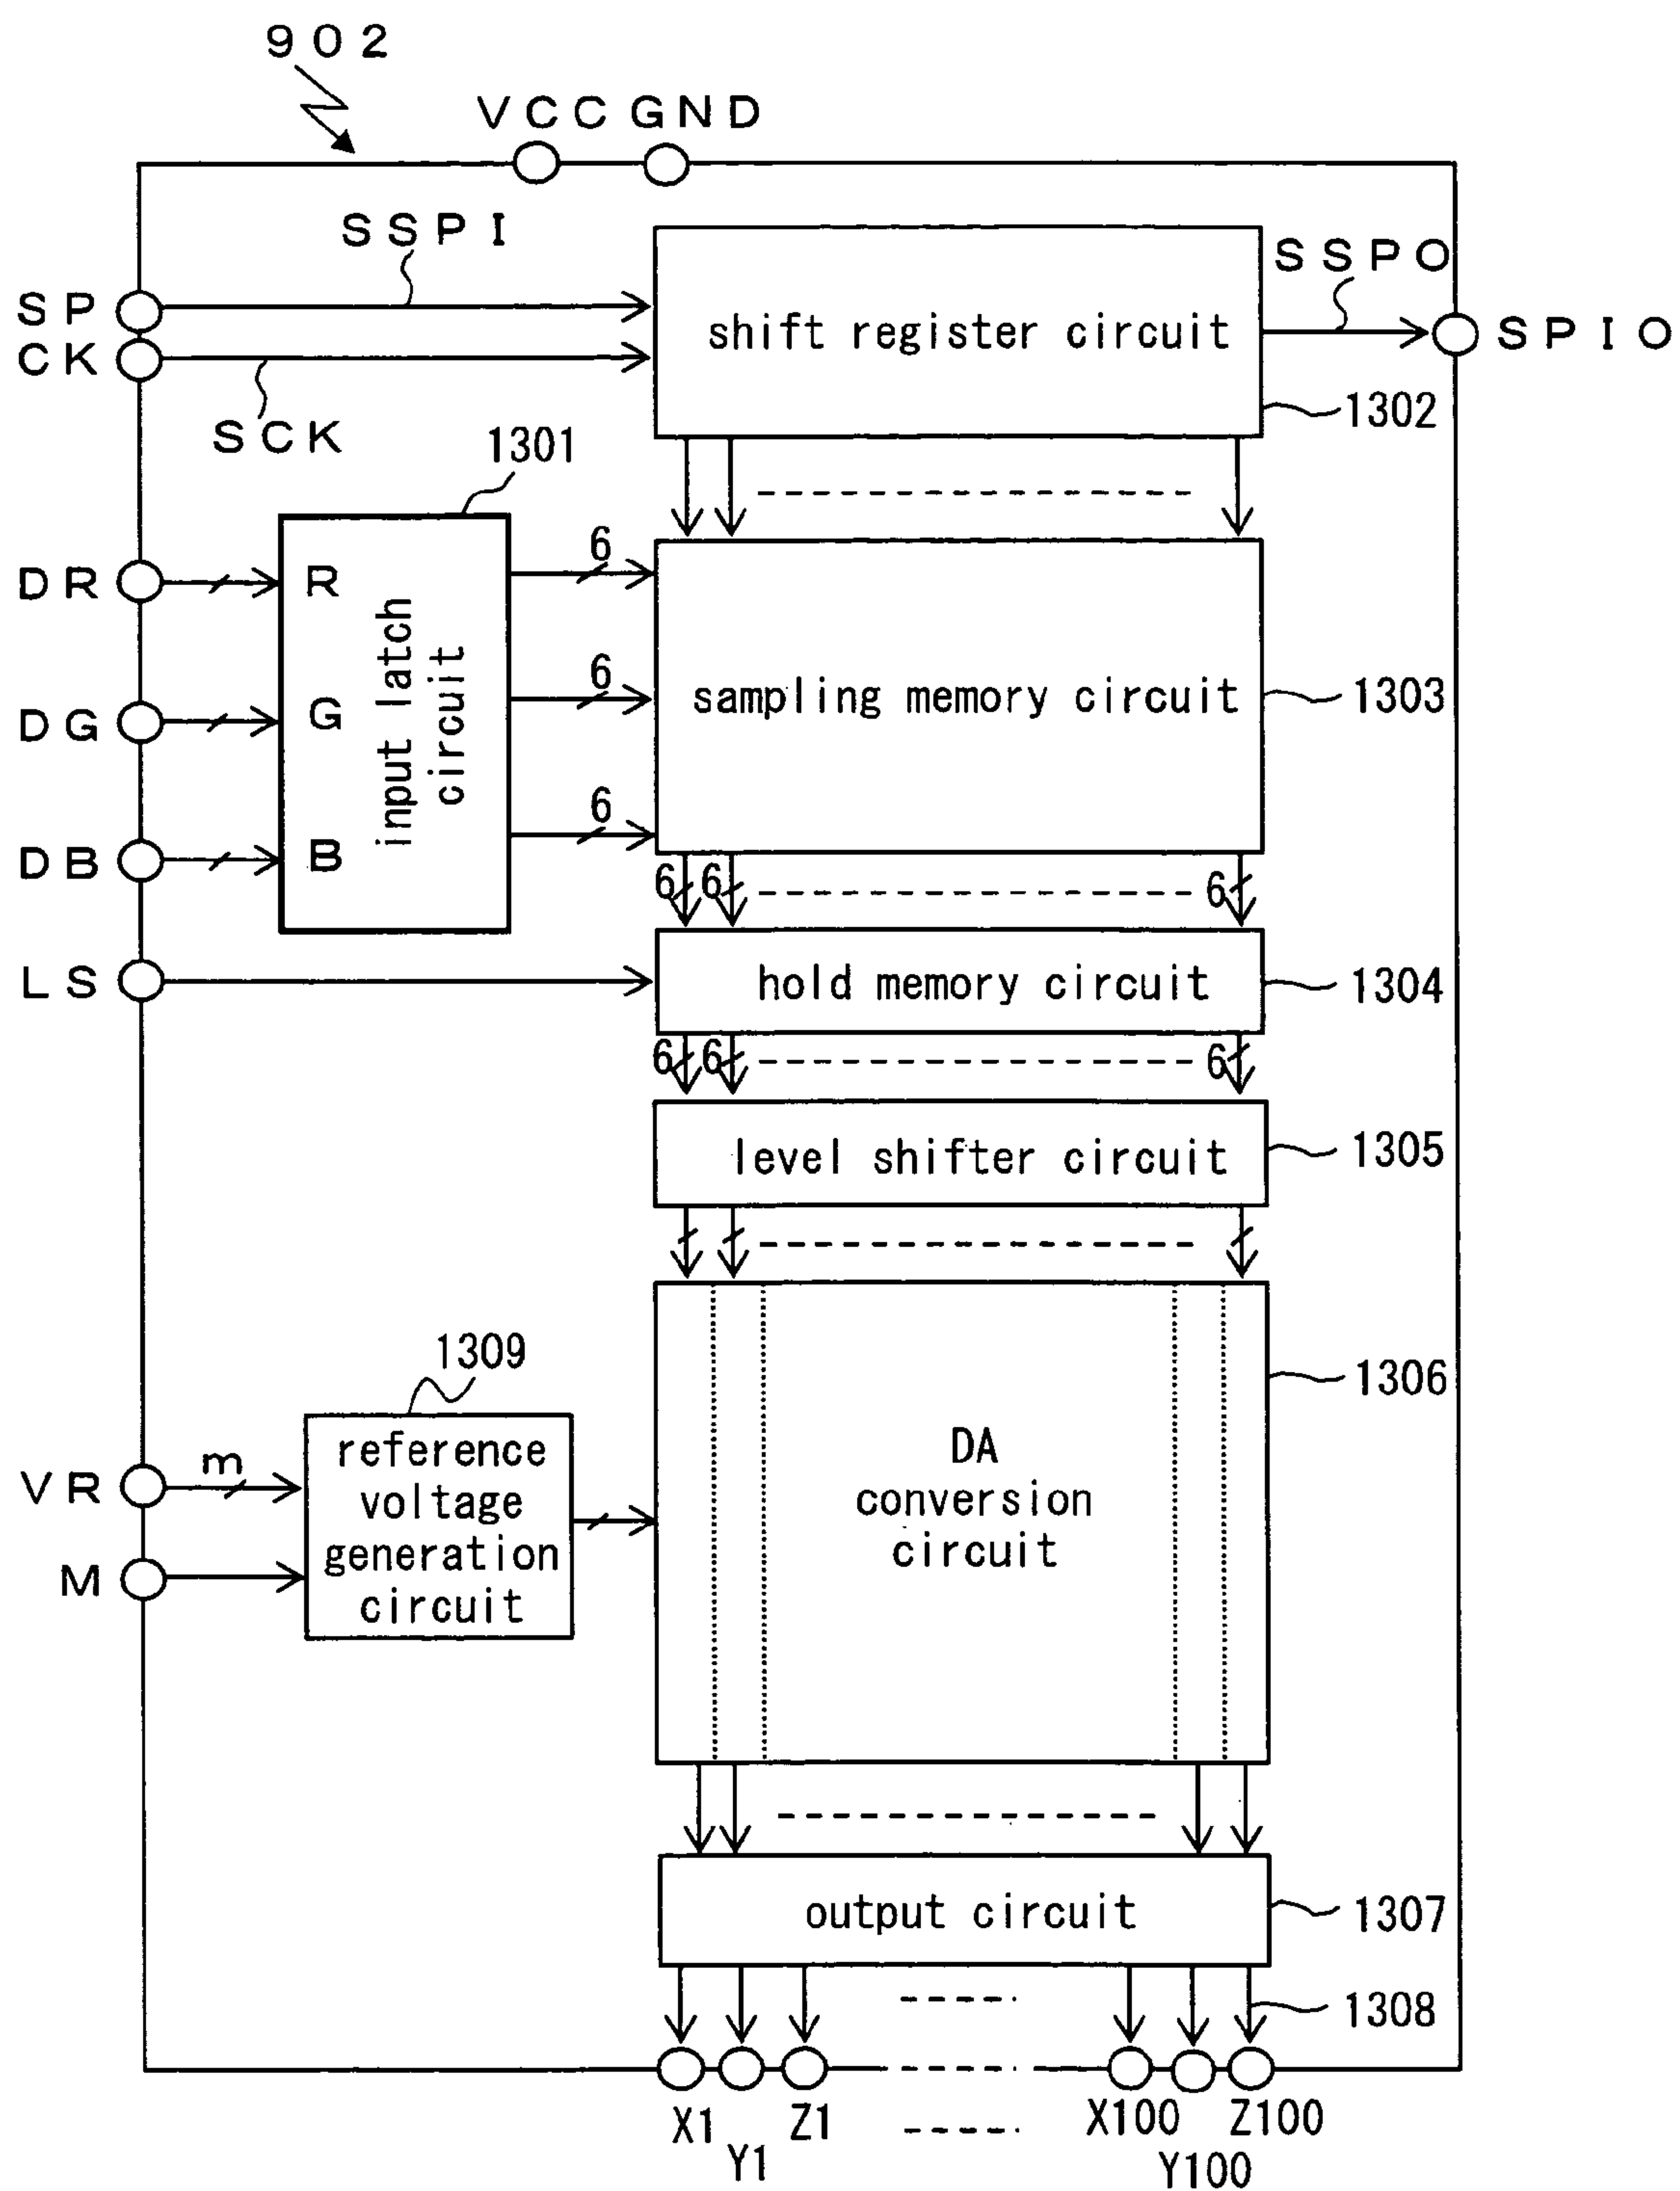 902
VCC GND
SSPI
SSPO
SP
CK
shift register circuit
SPIO
1302
SCK
1301
DR
R
6
input latch
circuit
DG
G
6
sampling memory circuit
1303
DB
B
6
6 6 6
LS
hold memory circuit
1304
6 6 6
level shifter circuit
1305
1309
1306
reference
voltage
generation
circuit
VR
m
M
DA
conversion
circuit
output circuit
1307
1308
X1
Y1
Z1
X100
Y100
Z100